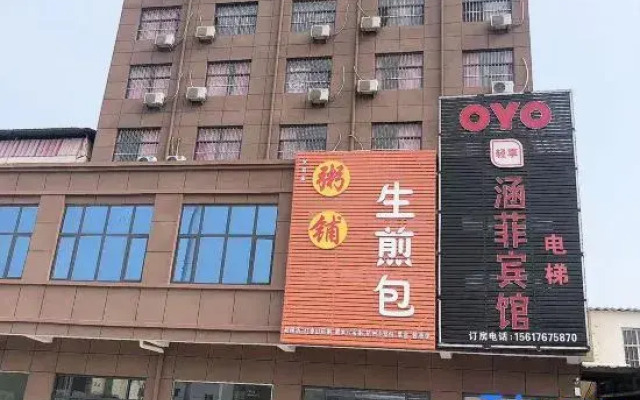 粥
铺
生煎包
OYO
轻享
涵菲宾馆
电梯
订房电话：15617675870